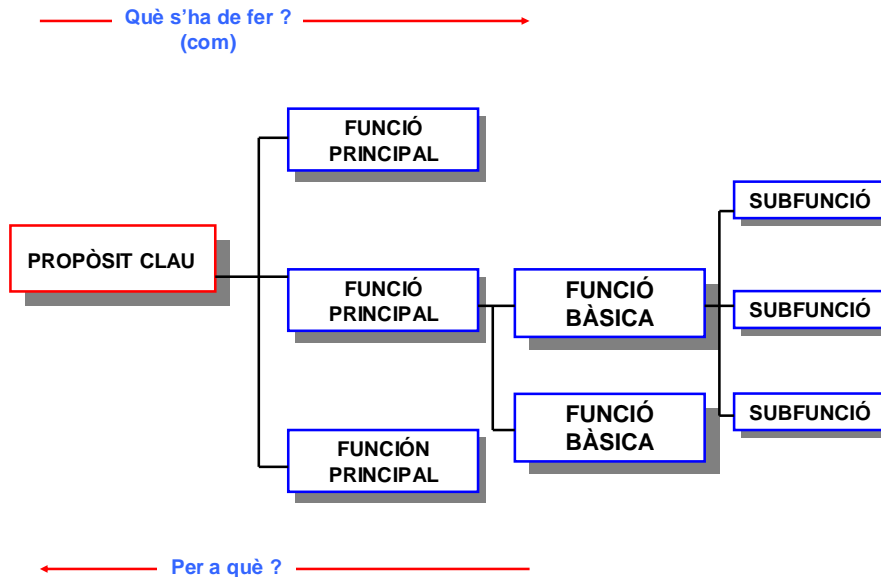 Què s’ha de fer ?
(com)
FUNCIÓ
PRINCIPAL
SUBFUNCIÓ
PROPÒSIT CLAU
FUNCIÓ
PRINCIPAL
FUNCIÓ
BÀSICA
SUBFUNCIÓ
FUNCIÓ
BÀSICA
SUBFUNCIÓ
FUNCIÓN
PRINCIPAL
Per a què ?